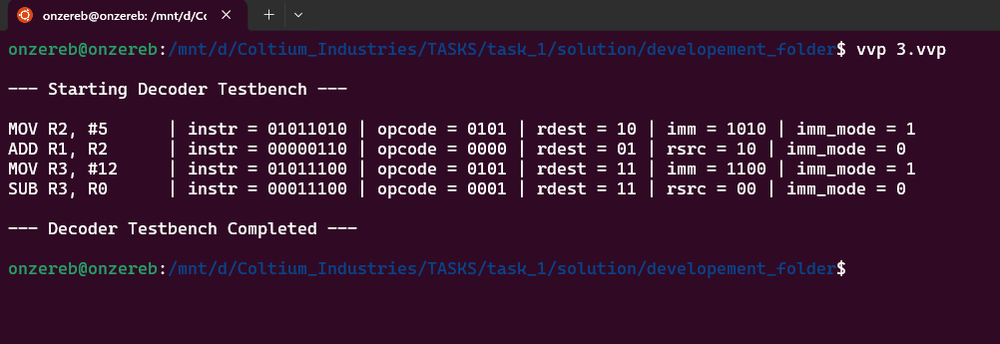 onzereb@onzereb: /mnt/d/Co
onzereb@onzereb:/mnt/d/Coltium_Industries/TASKS/task_1/solution/developement_folder$ vvp 3.vvp
--- Starting Decoder Testbench ---
MOV R2, #5      | instr = 01011010 | opcode = 0101 | rdest = 10 | imm = 1010 | imm_mode = 1
ADD R1, R2      | instr = 00000110 | opcode = 0000 | rdest = 01 | rsrc = 10 | imm_mode = 0
MOV R3, #12     | instr = 01011100 | opcode = 0101 | rdest = 11 | imm = 1100 | imm_mode = 1
SUB R3, R0      | instr = 00011100 | opcode = 0001 | rdest = 11 | rsrc = 00 | imm_mode = 0
--- Decoder Testbench Completed ---
onzereb@onzereb:/mnt/d/Coltium_Industries/TASKS/task_1/solution/developement_folder$